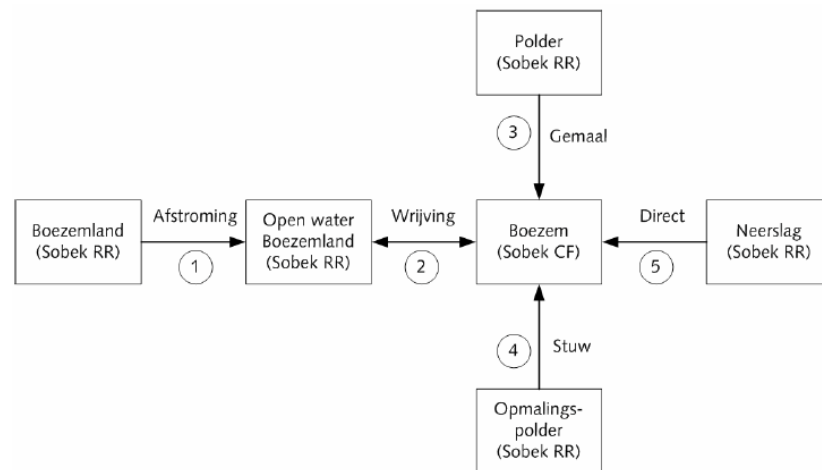 Polder
(Sobek RR)
3
Gemaal
Boezemland
(Sobek RR)
Afstroming
1
Open water
Boezemland
(Sobek RR)
Wrijving
2
Boezem
(Sobek CF)
Direct
5
Neerslag
(Sobek RR)
4
Stuw
Opmalings-
polder
(Sobek RR)